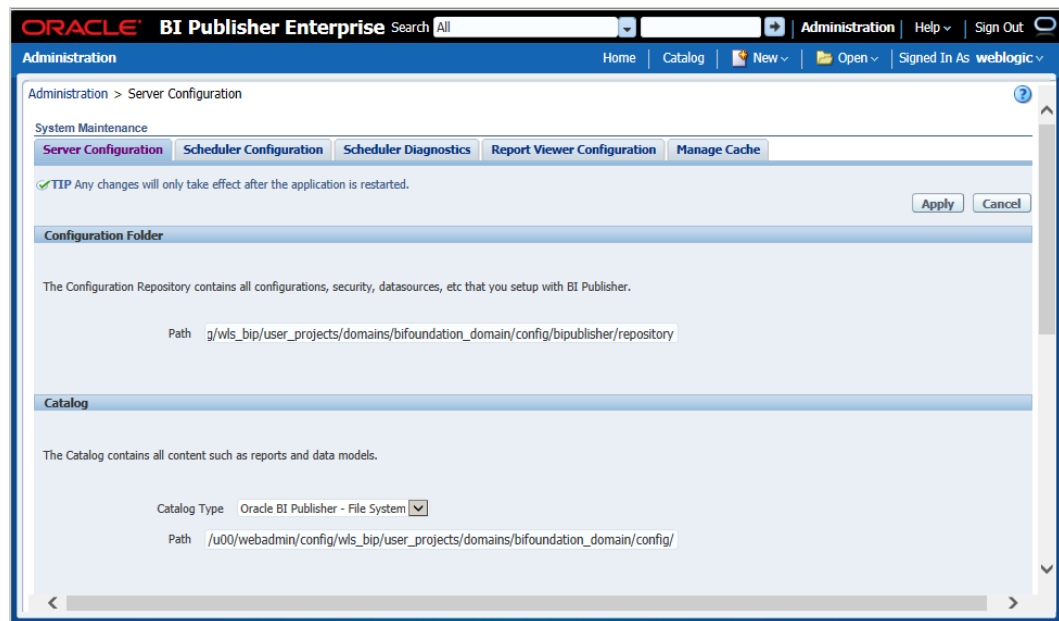 ORACLE BI Publisher Enterprise Search All Administration Help Sign Out
Administration Home Catalog New Open Signed In As weblogic
Administration > Server Configuration
System Maintenance
Server Configuration Scheduler Configuration Scheduler Diagnostics Report Viewer Configuration Manage Cache
TIP Any changes will only take effect after the application is restarted.
Apply Cancel
Configuration Folder
The Configuration Repository contains all configurations, security, datasources, etc that you setup with BI Publisher.
Path g/wls_bip/user_projects/domains/bifoundation_domain/config/bipublisher/repository
Catalog
The Catalog contains all content such as reports and data models.
Catalog Type Oracle BI Publisher - File System
Path /u00/webadmin/config/wls_bip/user_projects/domains/bifoundation_domain/config/